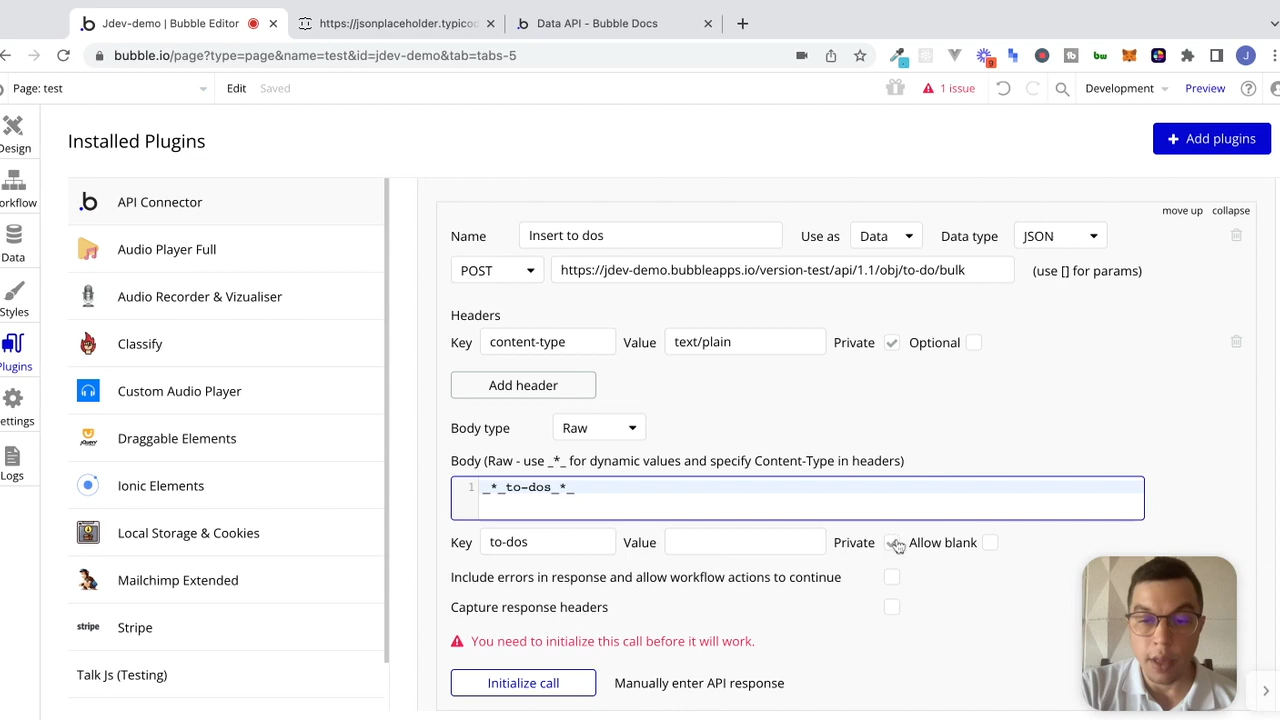 Jdev-demo | Bubble Editor
https://jsonplaceholder.typicod
Data API - Bubble Docs
bubble.io/page?type=page&name=test&id=jdev-demo&tab=tabs-5
J
Page: test
Edit
Saved
1 issue
Development
Preview
Design
orkflow
Data
Styles
Plugins
ettings
Logs
Installed Plugins
Add plugins
API Connector
Audio Player Full
Audio Recorder & Vizualiser
Classify
Custom Audio Player
Draggable Elements
Ionic Elements
Local Storage & Cookies
Mailchimp Extended
stripe
Stripe
Talk Js (Testing)
move up
collapse
Name
Insert to dos
Use as
Data
Data type
JSON
POST
https://jdev-demo.bubbleapps.io/version-test/api/1.1/obj/to-do/bulk
(use [] for params)
Headers
Key
content-type
Value
text/plain
Private
Optional
Add header
Body type
Raw
Body (Raw - use _*_ for dynamic values and specify Content-Type in headers)
1
_*_to-dos_*_
Key
to-dos
Value
Private
Allow blank
Include errors in response and allow workflow actions to continue
Capture response headers
You need to initialize this call before it will work.
Initialize call
Manually enter API response